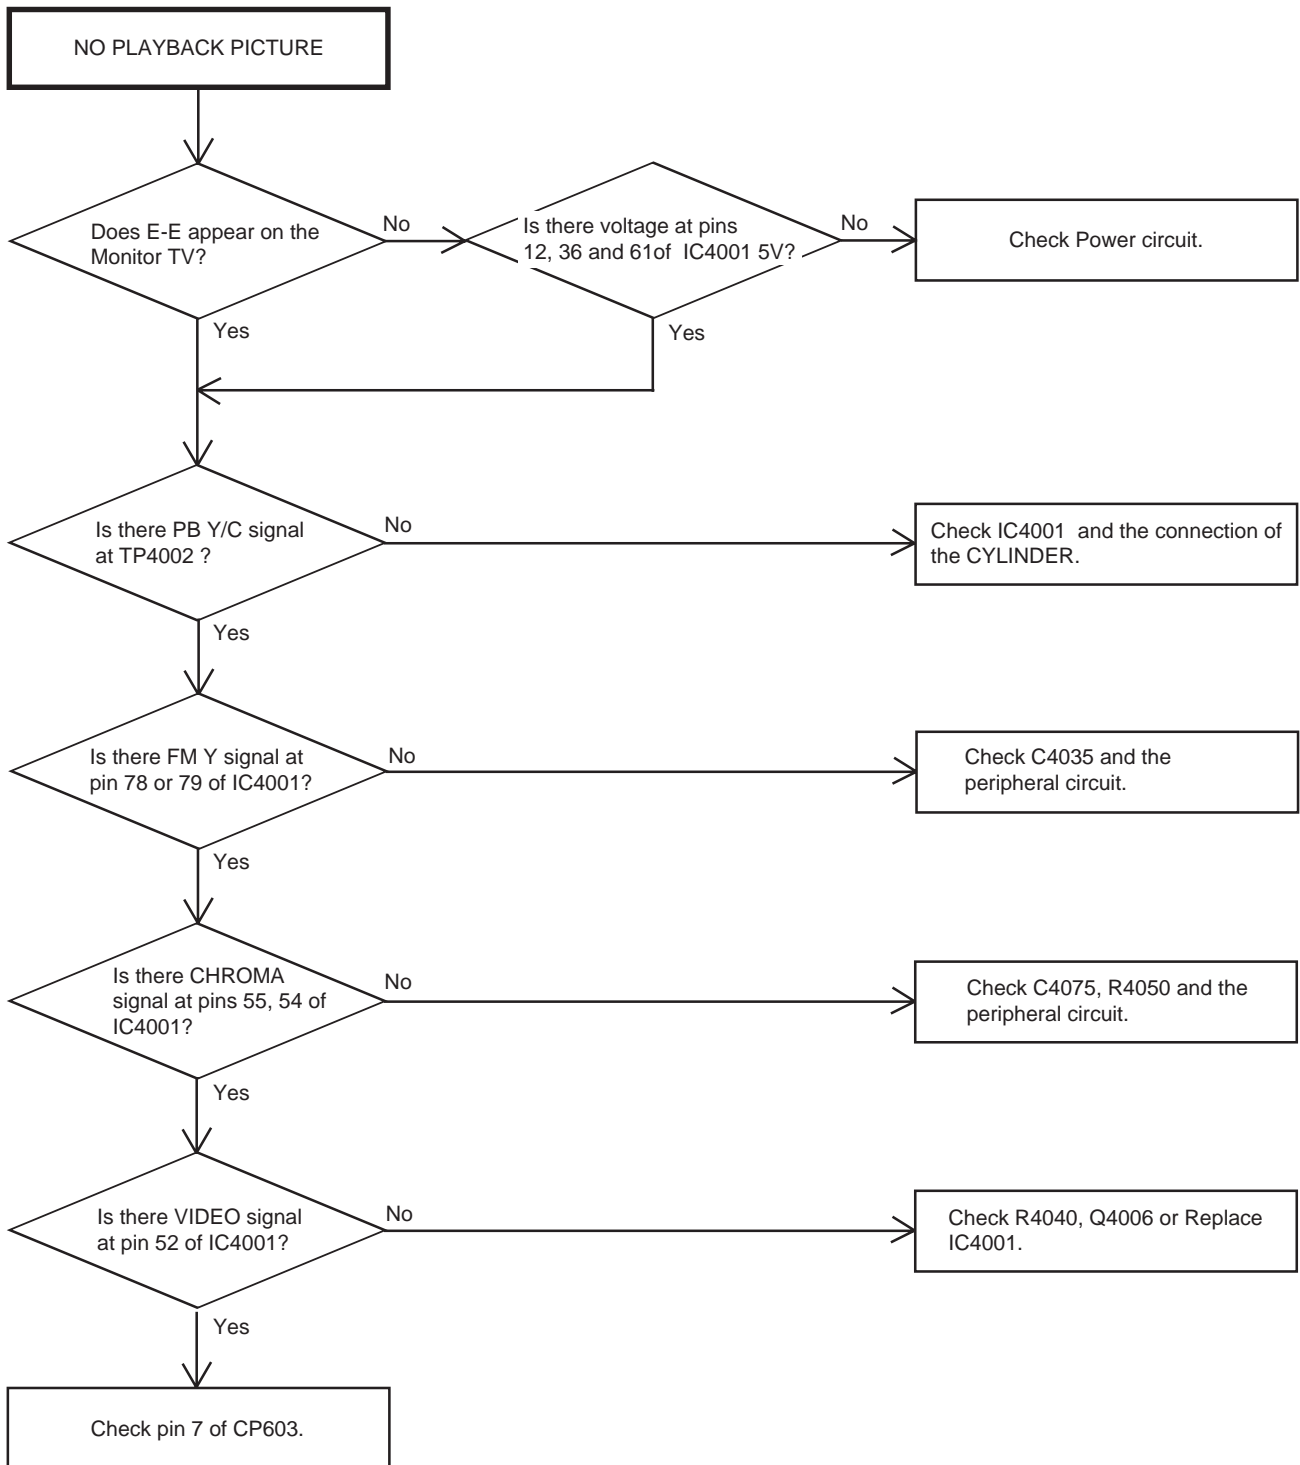 NO PLAYBACK PICTURE
Does E-E appear on the
Monitor TV?
No
Is there voltage at pins
12, 36 and 61of IC4001 5V?
No
Check Power circuit.
Yes
Yes
Is there PB Y/C signal
at TP4002 ?
No
Check IC4001 and the connection of
the CYLINDER.
Yes
Is there FM Y signal at
pin 78 or 79 of IC4001?
No
Check C4035 and the
peripheral circuit.
Yes
Is there CHROMA
signal at pins 55, 54 of
IC4001?
No
Check C4075, R4050 and the
peripheral circuit.
Yes
Is there VIDEO signal
at pin 52 of IC4001?
No
Check R4040, Q4006 or Replace
IC4001.
Yes
Check pin 7 of CP603.